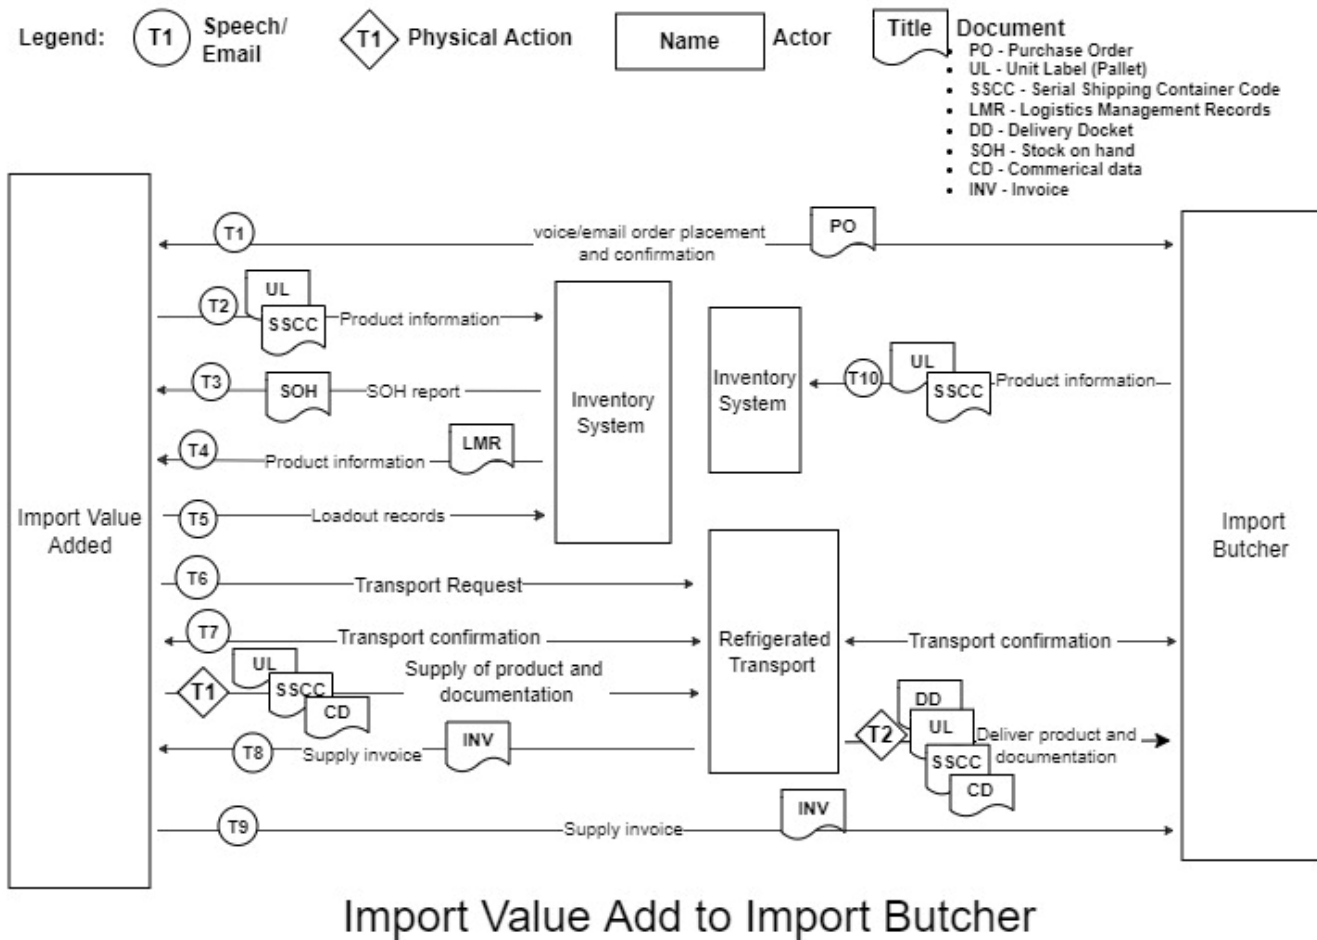 Legend:
T1
Speech/
Email
T1
Physical Action
Name
Actor
Title
Document
• PO - Purchase Order
• UL - Unit Label (Pallet)
• SSCC - Serial Shipping Container Code
• LMR - Logistics Management Records
• DD - Delivery Docket
• SOH - Stock on hand
• CD - Commerical data
• INV - Invoice
Import Value
Added
T1
voice/email order placement
and confirmation
PO
T2
UL
SSCC
Product information
T3
SOH
SOH report
T4
Product information
LMR
T5
Loadout records
Inventory
System
Inventory
System
T10
UL
SSCC
Product information
Import
Butcher
T6
Transport Request
T7
Transport confirmation
Refrigerated
Transport
Transport confirmation
T1
UL
SSCC
CD
Supply of product and
documentation
T2
DD
UL
SSCC
CD
Deliver product and
documentation
T8
Supply invoice
INV
T9
Supply invoice
INV
Import Value Add to Import Butcher